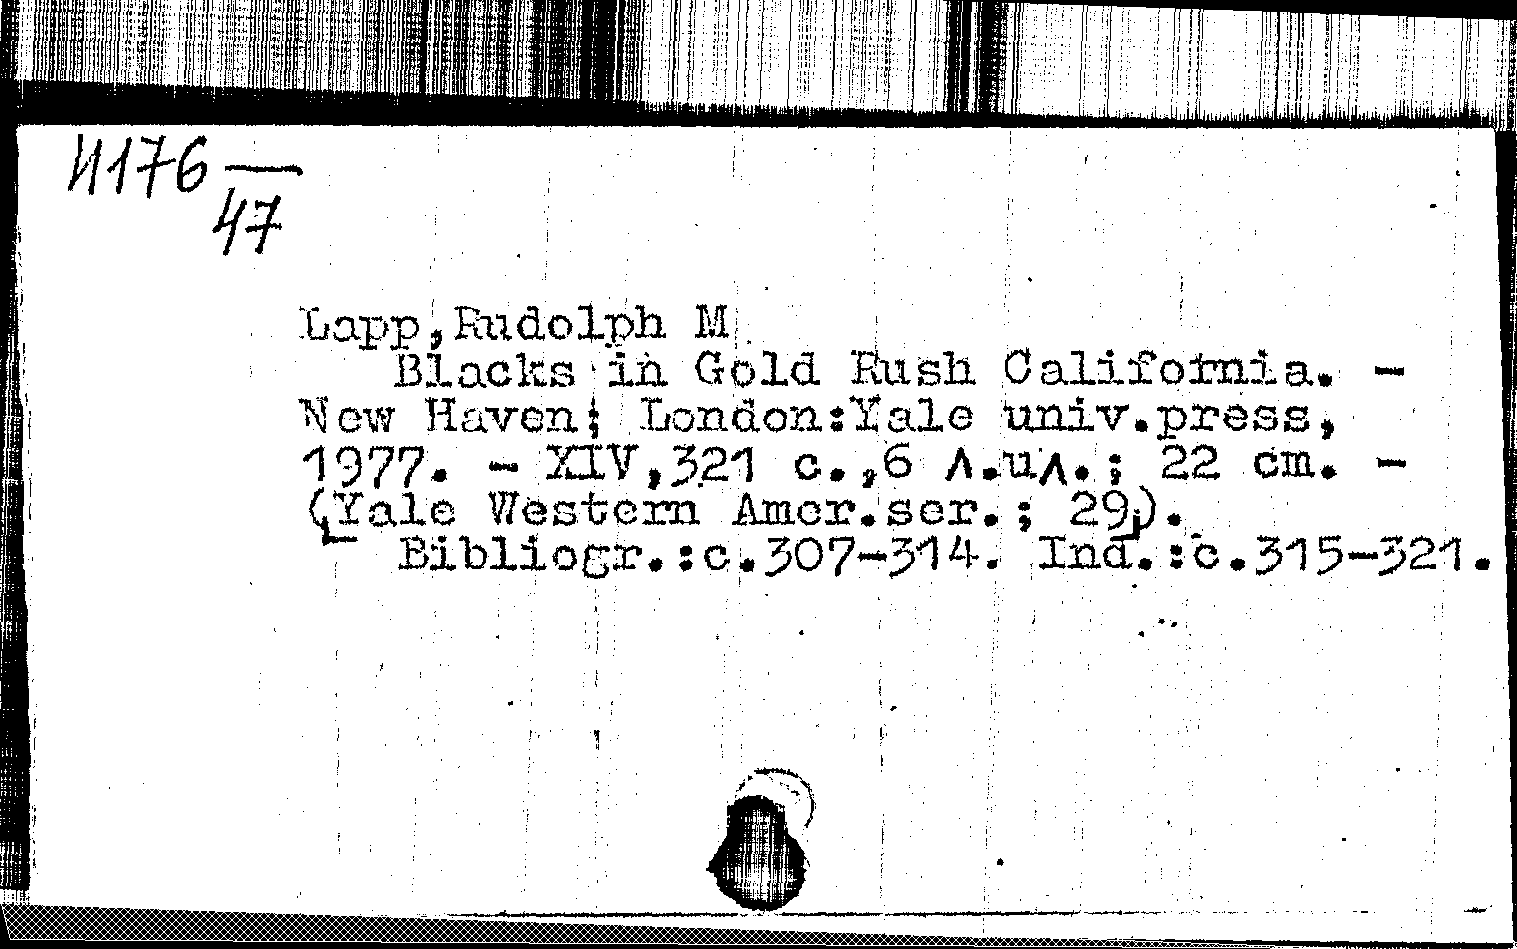 И176—
47
Lapp,Rudolph M
Blacks in Gold Rush California. –
New Haven; London:Yale univ.press,
1977. – XIV,321 c.,6 л.ил.; 22 cm. –
(Yale Western Amer.ser.; 29).
Bibliogr.:c.307-314. Ind.:c.315-321.